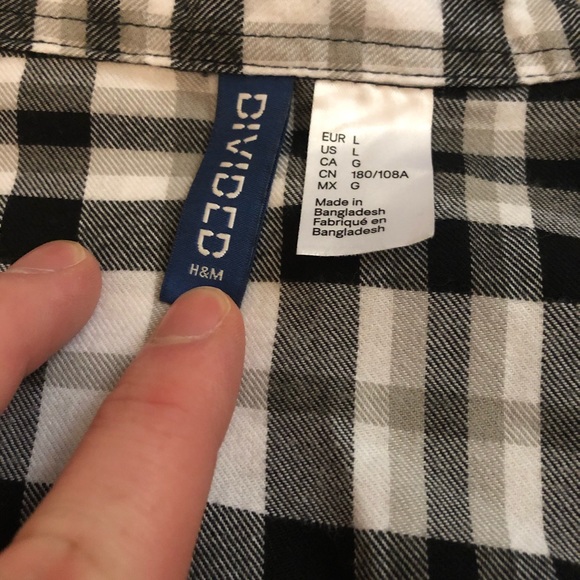 DIVIDED
H&M
EUR L
US L
CA G
CN 180/108A
MX G
Made in
Bangladesh
Fabriqué en
Bangladesh